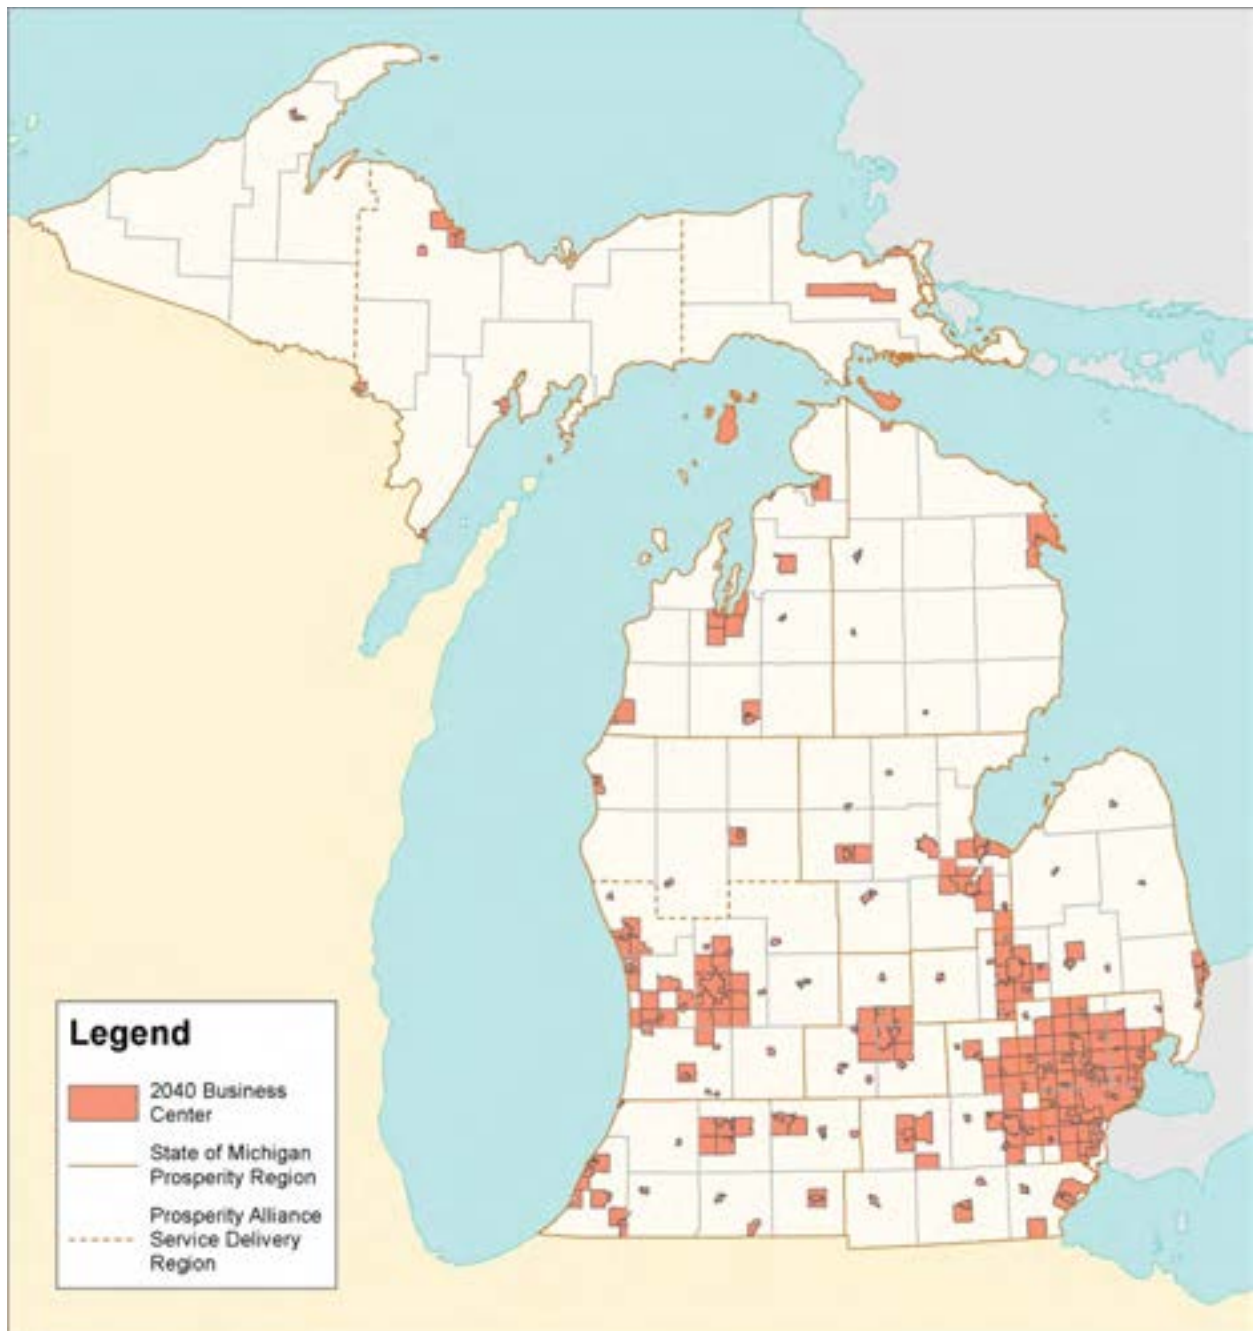 Legend
2040 Business
Center
State of Michigan
Prosperity Region
Prosperity Alliance
Service Delivery
Region